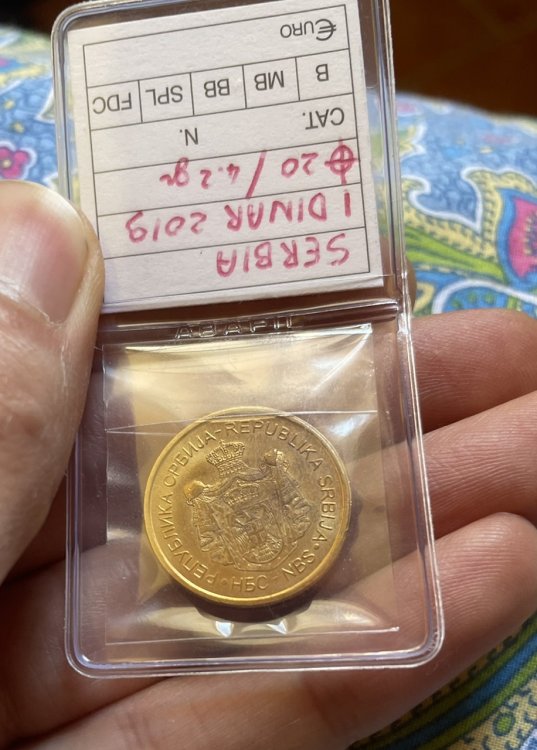 SERBIA
1 DINAR 2019
⌀ 20 / 4.2 gr
CAT. N.
B MB BB SPL FDC
€URO
ABAFIL
РЕПУБЛИКА СРБИЈА-REPUBLIKA SRBIJA
•НБС - NBS•